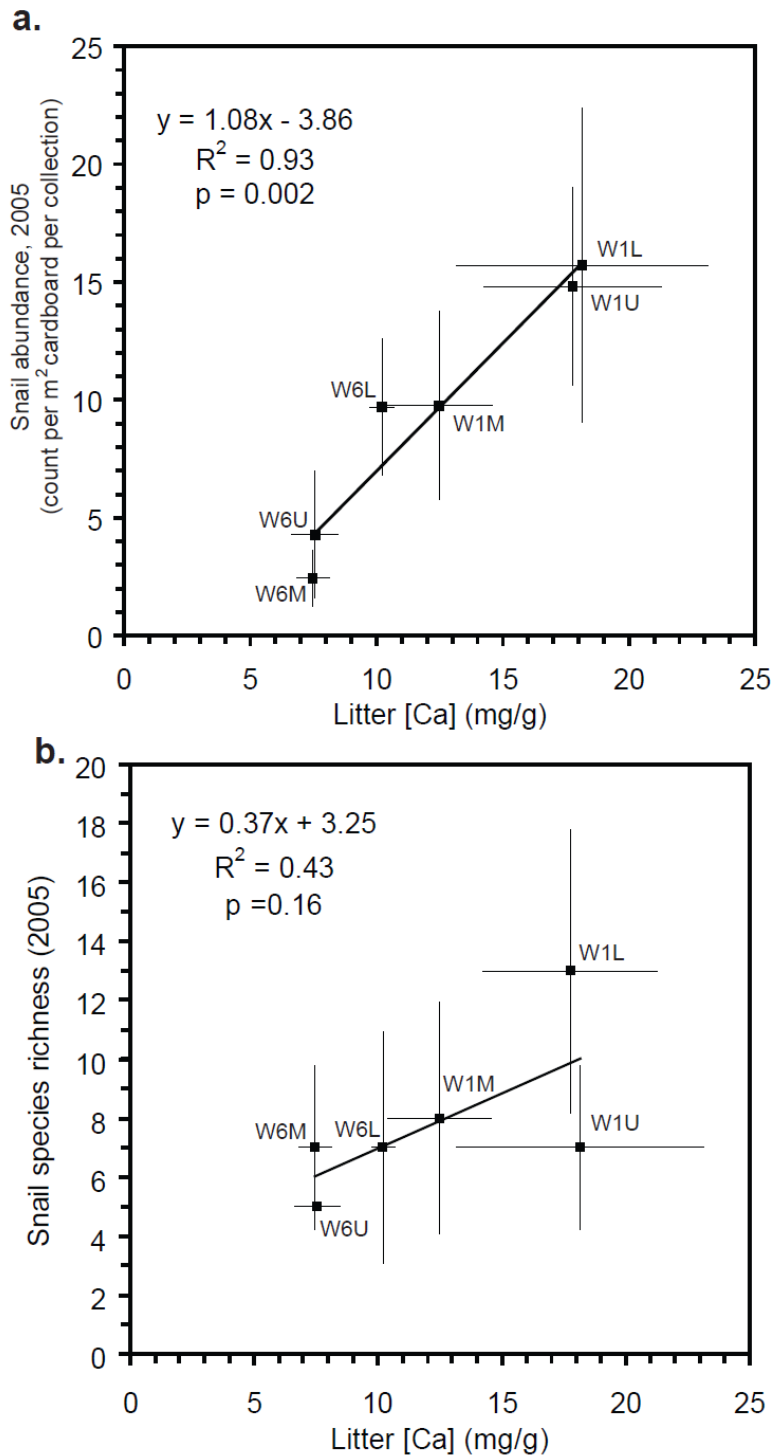 a.
Snail abundance, 2005
(count per m² cardboard per collection)
25
20
15
10
5
0
y = 1.08x - 3.86
R² = 0.93
p = 0.002
W1L
W1U
W6L
W1M
W6U
W6M
0 5 10 15 20 25
Litter [Ca] (mg/g)
b.
Snail species richness (2005)
20
18
16
14
12
10
8
6
4
2
0
y = 0.37x + 3.25
R² = 0.43
p =0.16
W1L
W1M
W6M W6L
W1U
W6U
0 5 10 15 20 25
Litter [Ca] (mg/g)